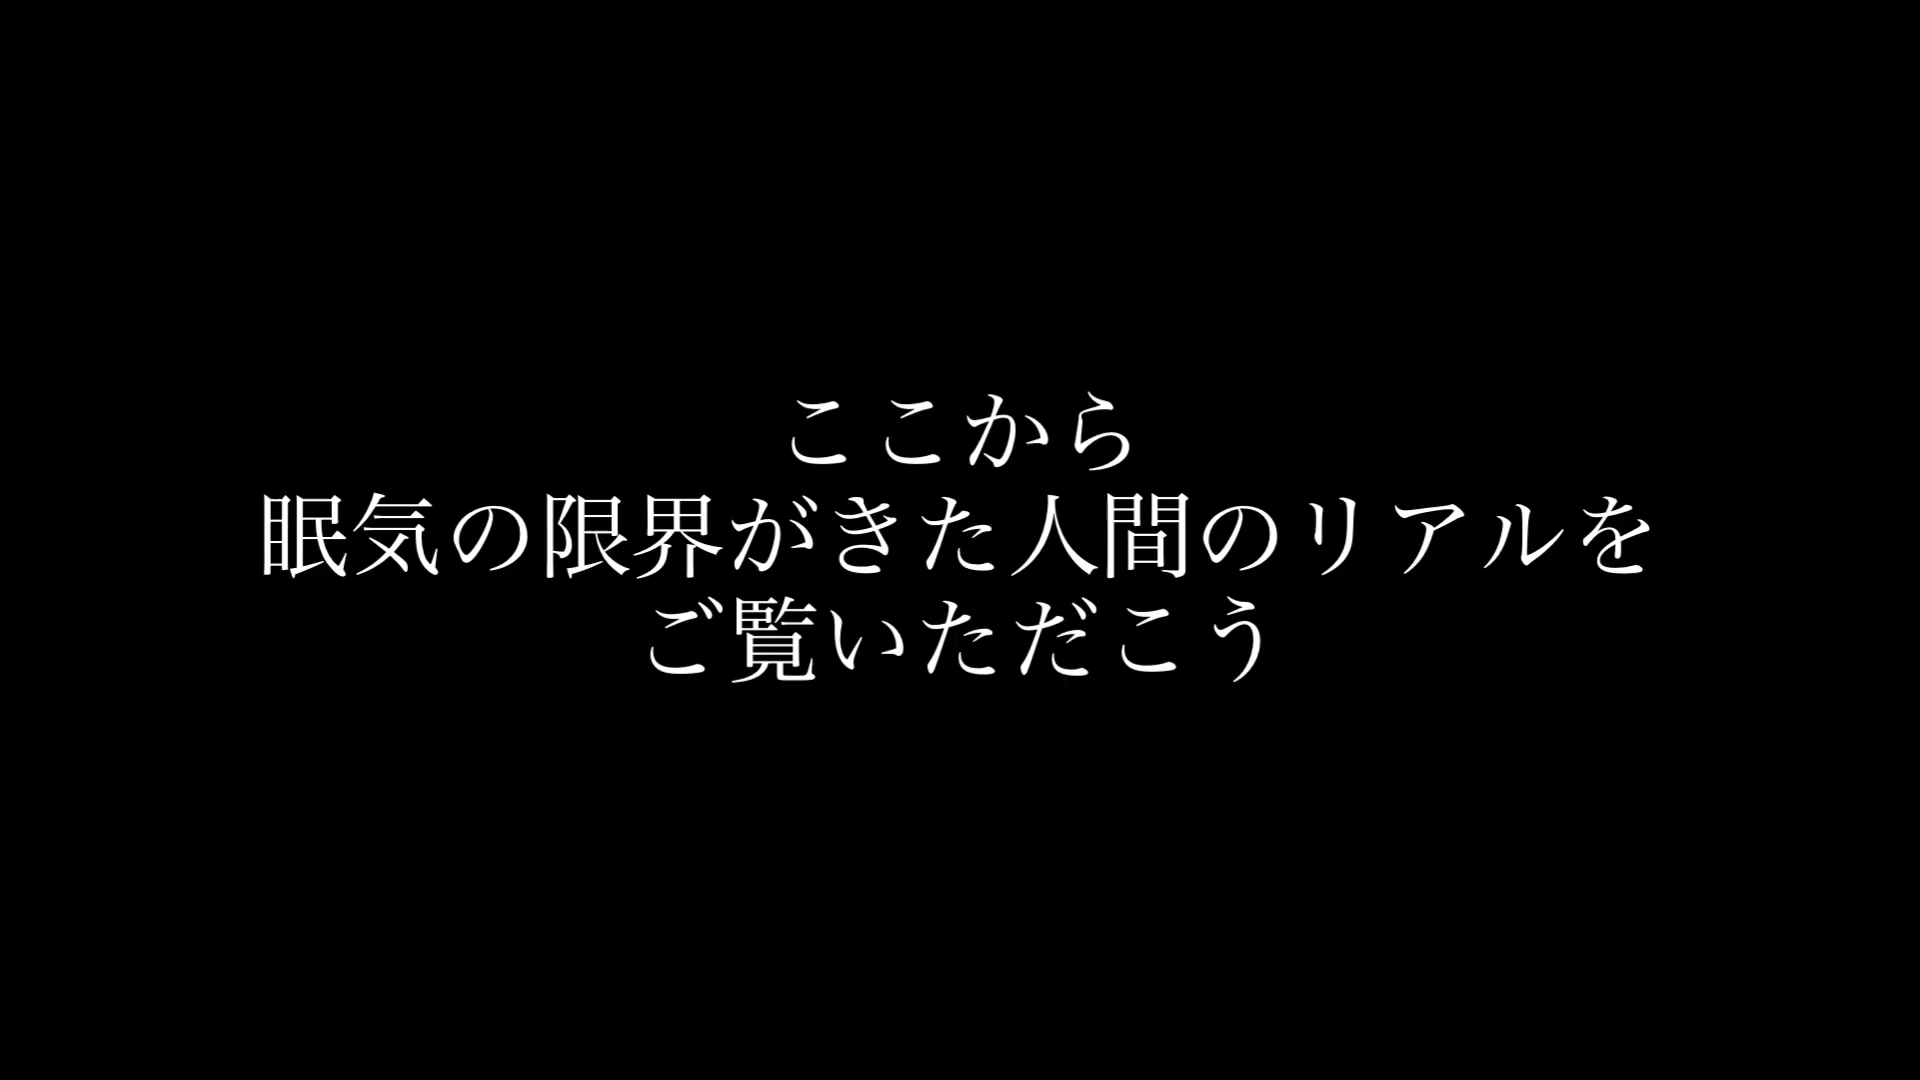 ここから
眠気の限界がきた人間のリアルを
ご覧いただこう